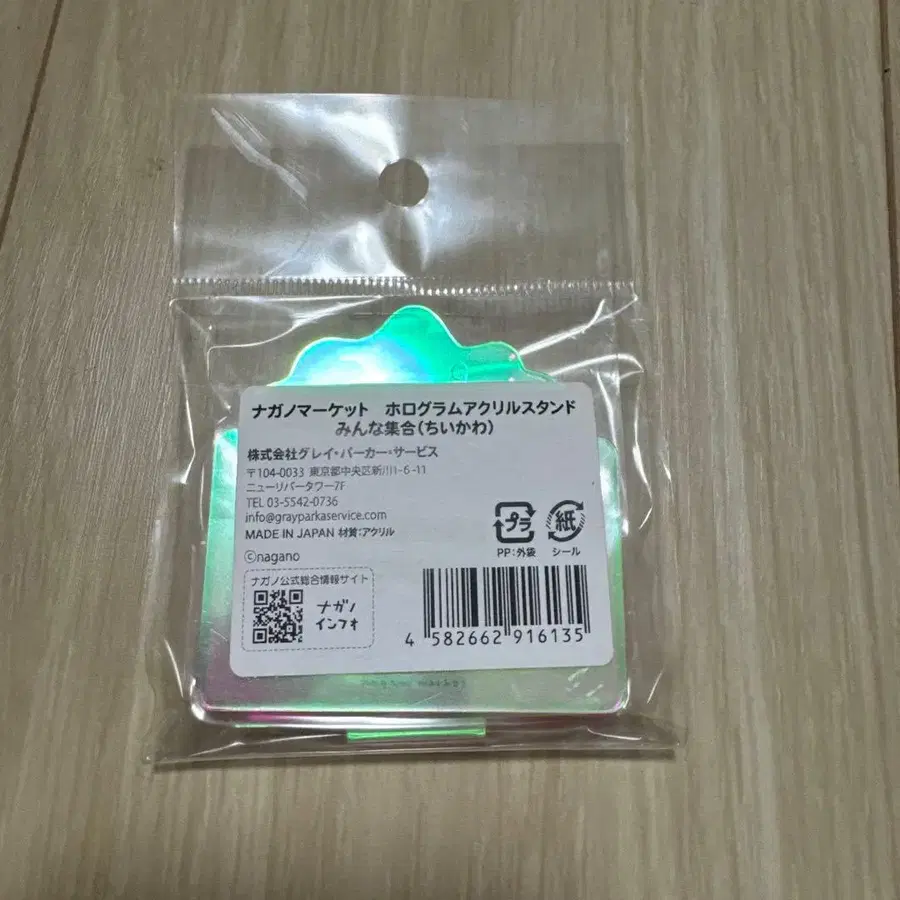 ナガノマーケット ホログラムアクリルスタンド
みんな集合(ちいかわ)
株式会社グレイ・パーカー・サービス
〒104-0033 東京都中央区新川1-6-11
ニューリバータワー7F
TEL 03-5542-0736
info@grayparkaservice.com
MADE IN JAPAN 材質:アクリル
©nagano
プラ
紙
PP:外袋 シール
ナガノ公式総合情報サイト
ナガノ
インフォ
4 582662 916135
nagano market